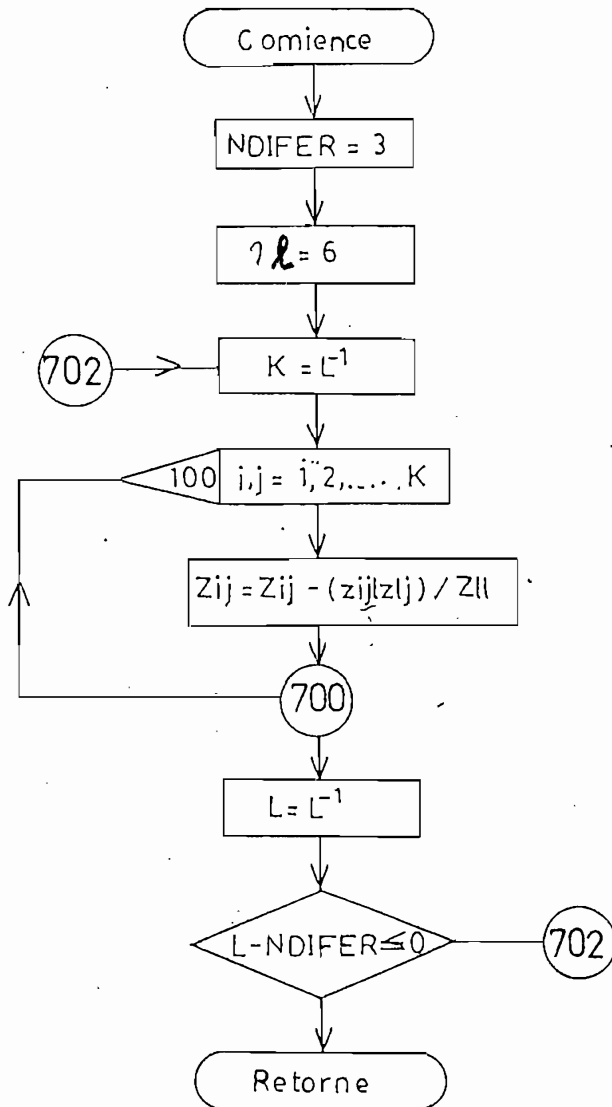 Comience
NDIFER = 3
1 l = 6
702
K = L⁻¹
100
i,j = i, 2, ....., K
Zij = Zij - (zijlzlj) / Zll
700
L = L⁻¹
L-NDIFER ≤ 0
702
Retorne